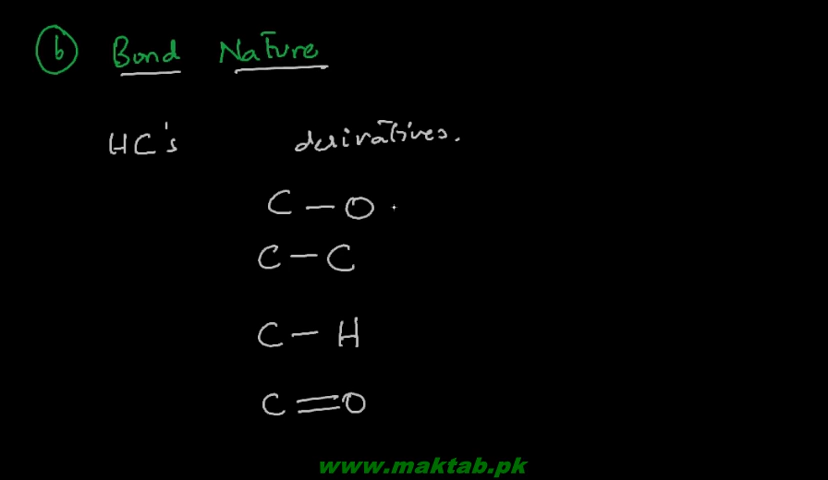 b Bond Nature
HC's derivatives.
C - O .
C - C
C - H
C = O
www.maktab.pk